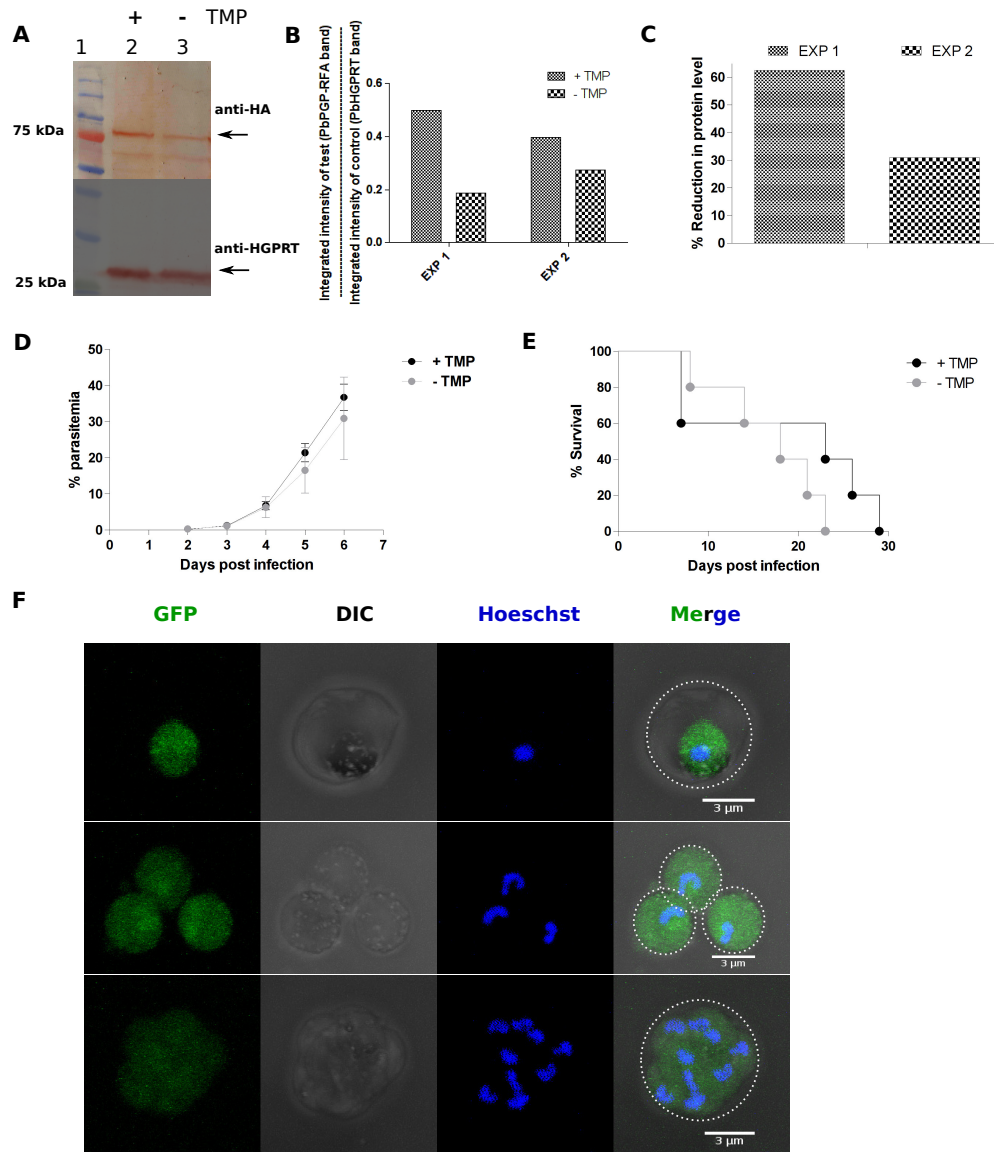 A
+ - TMP
1 2 3
anti-HA
75 kDa
anti-HGPRT
25 kDa
B
Integrated intensity of test (PbPGP-RFA band)
Integrated intensity of control (PbHGPRT band)
0.6
0.4
0.2
0.0
+ TMP
- TMP
EXP 1
EXP 2
C
EXP 1
EXP 2
% Reduction in protein level
60
50
40
30
20
10
0
D
% parasitemia
50
40
30
20
10
0
0 1 2 3 4 5 6 7
Days post infection
+ TMP
- TMP
E
% Survival
100
80
60
40
20
0
0 10 20 30
Days post infection
+ TMP
- TMP
F
GFP DIC Hoeschst Merge
3 µm
3 µm
3 µm